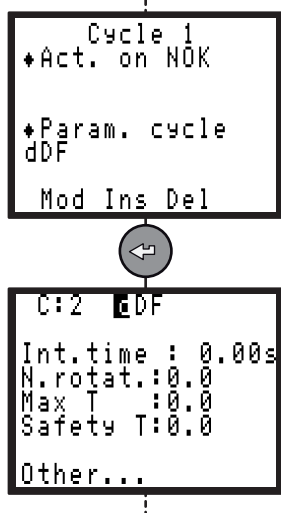 Cycle 1
♦Act. on NOK
♦Param. cycle
dDF
Mod Ins Del
C:2 dDF
Int.time : 0.00s
N.rotat.:0.0
Max T :0.0
Safety T:0.0
Other...